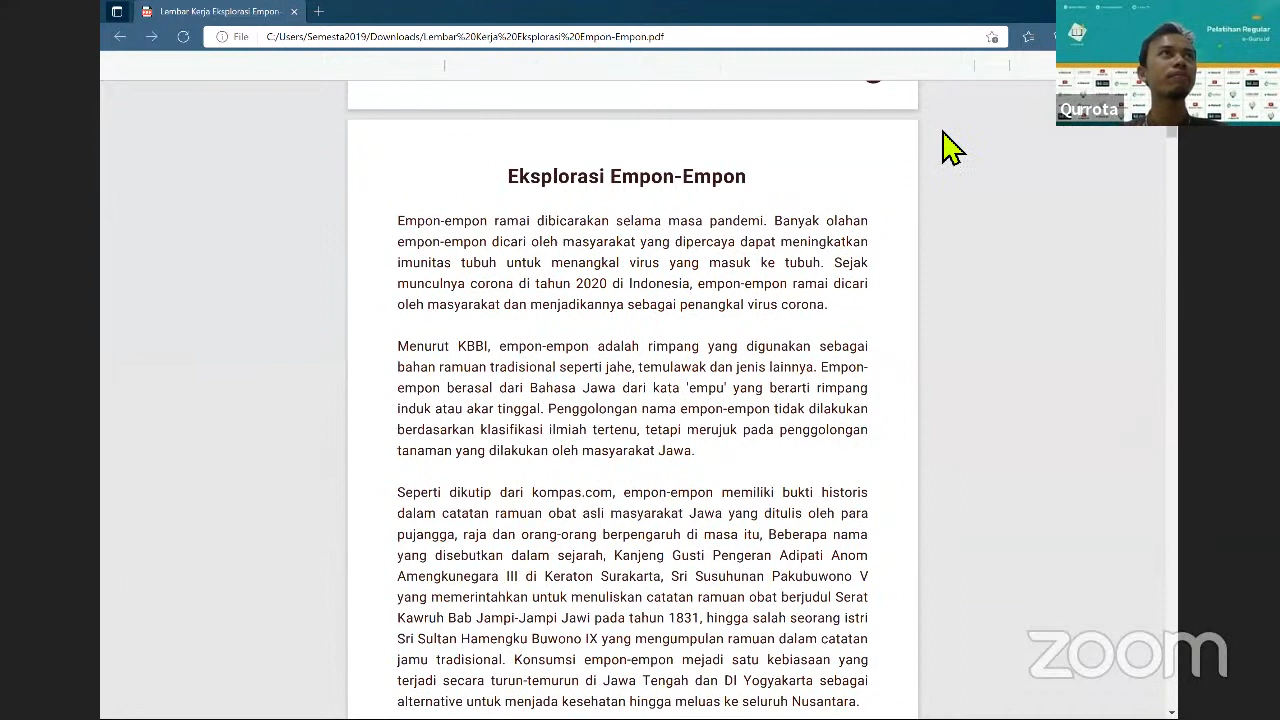 Lembar Kerja Eksplorasi Empon-
File
C:/Users/Semesta2019/Downloads/Lembar%20Kerja%20Eksplorasi%20Empon-Empon.pdf
Pelatihan Regular
e-Guru.id
Qurrota
Eksplorasi Empon-Empon
Empon-empon ramai dibicarakan selama masa pandemi. Banyak olahan
empon-empon dicari oleh masyarakat yang dipercaya dapat meningkatkan
imunitas tubuh untuk menangkal virus yang masuk ke tubuh. Sejak
munculnya corona di tahun 2020 di Indonesia, empon-empon ramai dicari
oleh masyarakat dan menjadikannya sebagai penangkal virus corona.
Menurut KBBI, empon-empon adalah rimpang yang digunakan sebagai
bahan ramuan tradisional seperti jahe, temulawak dan jenis lainnya. Empon-
empon berasal dari Bahasa Jawa dari kata 'empu' yang berarti rimpang
induk atau akar tinggal. Penggolongan nama empon-empon tidak dilakukan
berdasarkan klasifikasi ilmiah tertenu, tetapi merujuk pada penggolongan
tanaman yang dilakukan oleh masyarakat Jawa.
Seperti dikutip dari kompas.com, empon-empon memiliki bukti historis
dalam catatan ramuan obat asli masyarakat Jawa yang ditulis oleh para
pujangga, raja dan orang-orang berpengaruh di masa itu, Beberapa nama
yang disebutkan dalam sejarah, Kanjeng Gusti Pengeran Adipati Anom
Amengkunegara III di Keraton Surakarta, Sri Susuhunan Pakubuwono V
yang memerintahkan untuk menuliskan catatan ramuan obat berjudul Serat
Kawruh Bab Jampi-Jampi Jawi pada tahun 1831, hingga salah seorang istri
Sri Sultan Hamengku Buwono IX yang mengumpulkan ramuan dalam catatan
jamu tradisional. Konsumsi empon-empon mejadi satu kebiasaan yang
terjadi secara turun-temurun di Jawa Tengah dan DI Yogyakarta sebagai
alternative untuk menjada kesehatan hingga meluas ke seluruh Nusantara.
zoom